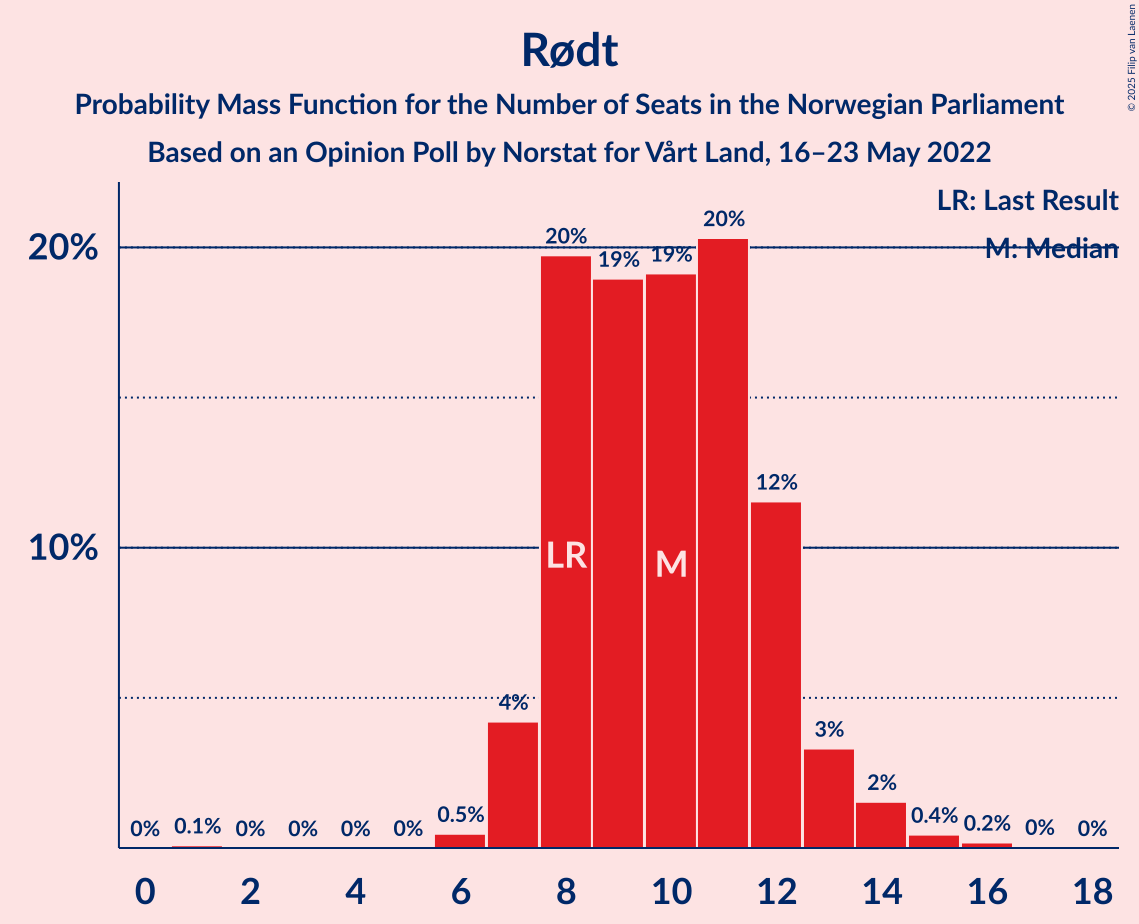 Rødt
Probability Mass Function for the Number of Seats in the Norwegian Parliament
Based on an Opinion Poll by Norstat for Vårt Land, 16–23 May 2022
© 2025 Filip van Laenen
LR: Last Result
M: Median
20%
10%
0% 0.1% 0% 0% 0% 0% 0.5% 4% 20% 19% 19% 20% 12% 3% 2% 0.4% 0.2% 0% 0%
LR M
0 2 4 6 8 10 12 14 16 18